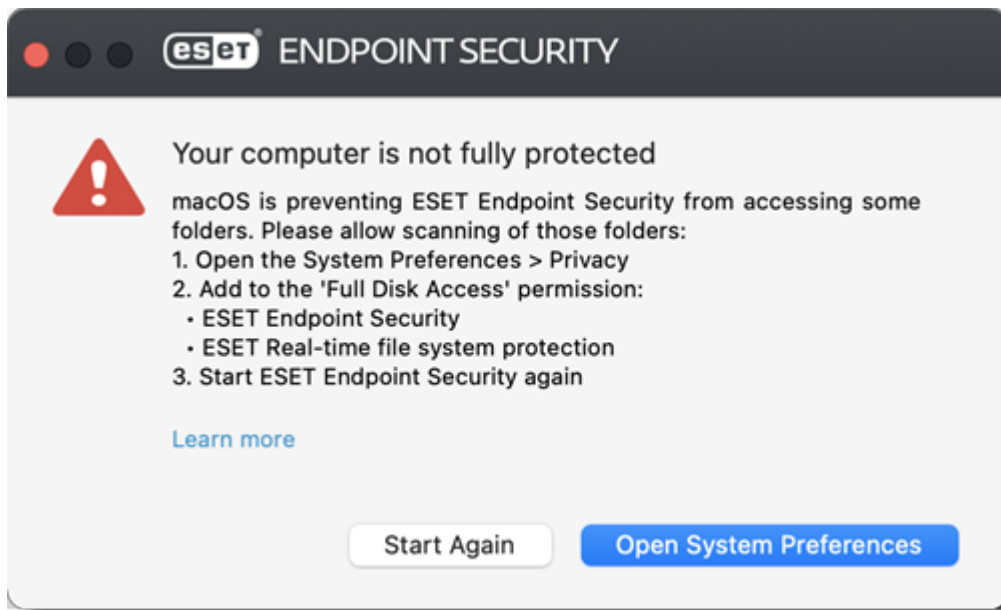 eset® ENDPOINT SECURITY
Your computer is not fully protected
macOS is preventing ESET Endpoint Security from accessing some
folders. Please allow scanning of those folders:
1. Open the System Preferences > Privacy
2. Add to the 'Full Disk Access' permission:
• ESET Endpoint Security
• ESET Real-time file system protection
3. Start ESET Endpoint Security again
Learn more
Start Again Open System Preferences